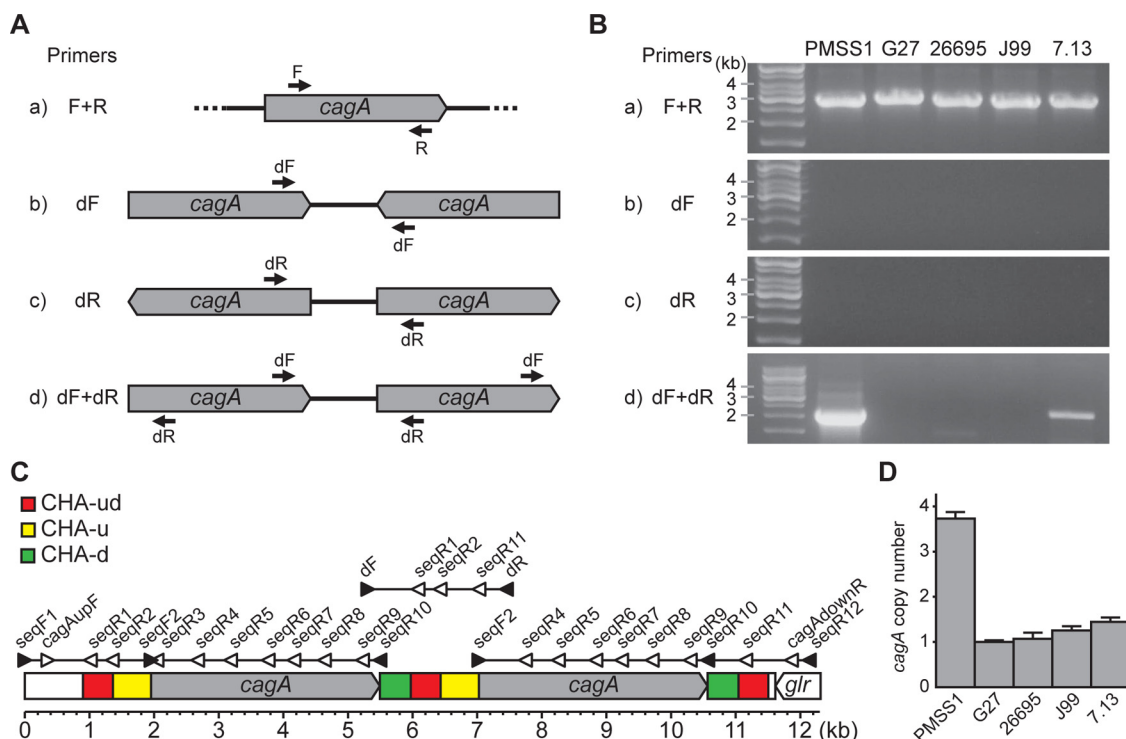 A
Primers
a) F+R
F
cagA
R
b) dF
dF
cagA
cagA
dF
c) dR
dR
cagA
cagA
dR
d) dF+dR
dF
dF
cagA
cagA
dR
dR
B
Primers
(kb)
PMSS1 G27 26695 J99 7.13
a) F+R
4
3
2
b) dF
4
3
2
c) dR
4
3
2
d) dF+dR
4
3
2
C
CHA-ud
CHA-u
CHA-d
dF seqR1 seqR2 seqR11 dR
seqF1 cagAupF seqR1 seqR2 seqF2 seqR3 seqR4 seqR5 seqR6 seqR7 seqR8 seqR9 seqR10 seqF2 seqR4 seqR5 seqR6 seqR7 seqR8 seqR9 seqR10 seqR11 cagAdownR seqR12
cagA cagA glr
0 1 2 3 4 5 6 7 8 9 10 11 12 (kb)
D
cagA copy number
4
3
2
1
0
PMSS1 G27 26695 J99 7.13